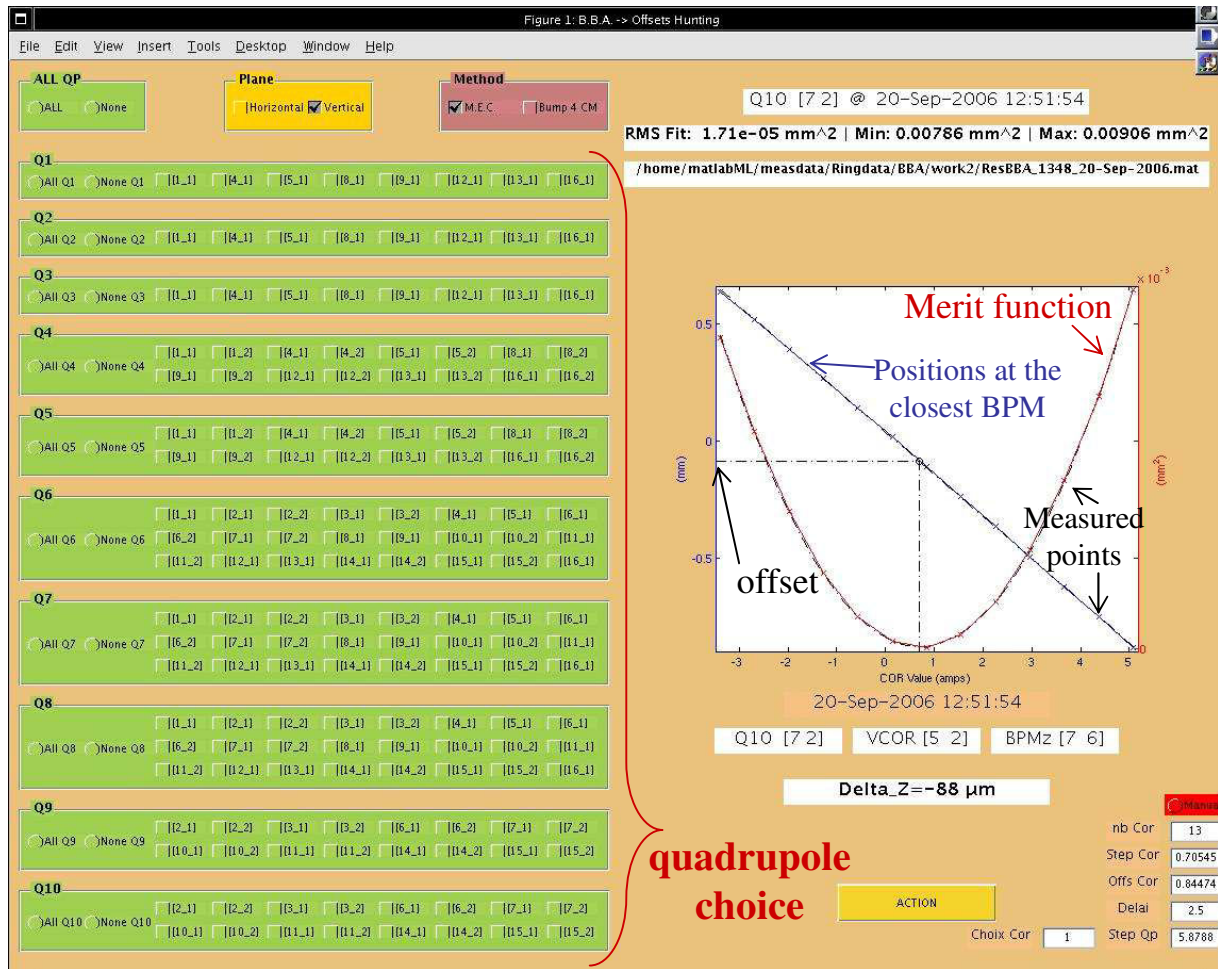 Figure 1: B.B.A. -> Offsets Hunting
File Edit View Insert Tools Desktop Window Help
ALL QP
ALL None
Plane
Horizontal Vertical
Method
M.E.C Bump 4 CM
Q1
All Q1 None Q1 [1_1] [4_1] [5_1] [8_1] [9_1] [12_1] [13_1] [16_1]
Q2
All Q2 None Q2 [1_1] [4_1] [5_1] [8_1] [9_1] [12_1] [13_1] [16_1]
Q3
All Q3 None Q3 [1_1] [4_1] [5_1] [8_1] [9_1] [12_1] [13_1] [16_1]
Q4
All Q4 None Q4
[1_1] [1_2] [4_1] [4_2] [5_1] [5_2] [8_1] [8_2]
[9_1] [9_2] [12_1] [12_2] [13_1] [13_2] [16_1] [16_2]
Q5
All Q5 None Q5
[1_1] [1_2] [4_1] [4_2] [5_1] [5_2] [8_1] [8_2]
[9_1] [9_2] [12_1] [12_2] [13_1] [13_2] [16_1] [16_2]
Q6
[1_1] [2_1] [2_2] [3_1] [3_2] [4_1] [5_1] [6_1]
All Q6 None Q6 [6_2] [7_1] [7_2] [8_1] [9_1] [10_1] [10_2] [11_1]
[11_2] [12_1] [13_1] [14_1] [14_2] [15_1] [15_2] [16_1]
Q7
[1_1] [2_1] [2_2] [3_1] [3_2] [4_1] [5_1] [6_1]
All Q7 None Q7 [6_2] [7_1] [7_2] [8_1] [9_1] [10_1] [10_2] [11_1]
[11_2] [12_1] [13_1] [14_1] [14_2] [15_1] [15_2] [16_1]
Q8
[1_1] [2_1] [2_2] [3_1] [3_2] [4_1] [5_1] [6_1]
All Q8 None Q8 [6_2] [7_1] [7_2] [8_1] [9_1] [10_1] [10_2] [11_1]
[11_2] [12_1] [13_1] [14_1] [14_2] [15_1] [15_2] [16_1]
Q9
All Q9 None Q9
[2_1] [2_2] [3_1] [3_2] [6_1] [6_2] [7_1] [7_2]
[10_1] [10_2] [11_1] [11_2] [14_1] [14_2] [15_1] [15_2]
Q10
All Q10 None Q10
[2_1] [2_2] [3_1] [3_2] [6_1] [6_2] [7_1] [7_2]
[10_1] [10_2] [11_1] [11_2] [14_1] [14_2] [15_1] [15_2]
quadrupole
choice
Q10 [7 2] @ 20-Sep-2006 12:51:54
RMS Fit: 1.71e-05 mm^2 | Min: 0.00786 mm^2 | Max: 0.00906 mm^2
/home/matlabML/measdata/Ringdata/BBA/work2/ResBBA_1348_20-Sep-2006.mat
x 10⁻³
Merit function
Positions at the
closest BPM
Measured
points
offset
0.5
0
-0.5
(mm)
(mm²)
0
-3 -2 -1 0 1 2 3 4 5
COR Value (amps)
20-Sep-2006 12:51:54
Q10 [7 2] VCOR [5 2] BPMz [7 6]
Delta_Z=-88 µm
nb Cor 13
Step Cor 0.70545
Offs Cor 0.84474
Delai 2.5
Step Qp 5.8788
Choix Cor 1
ACTION